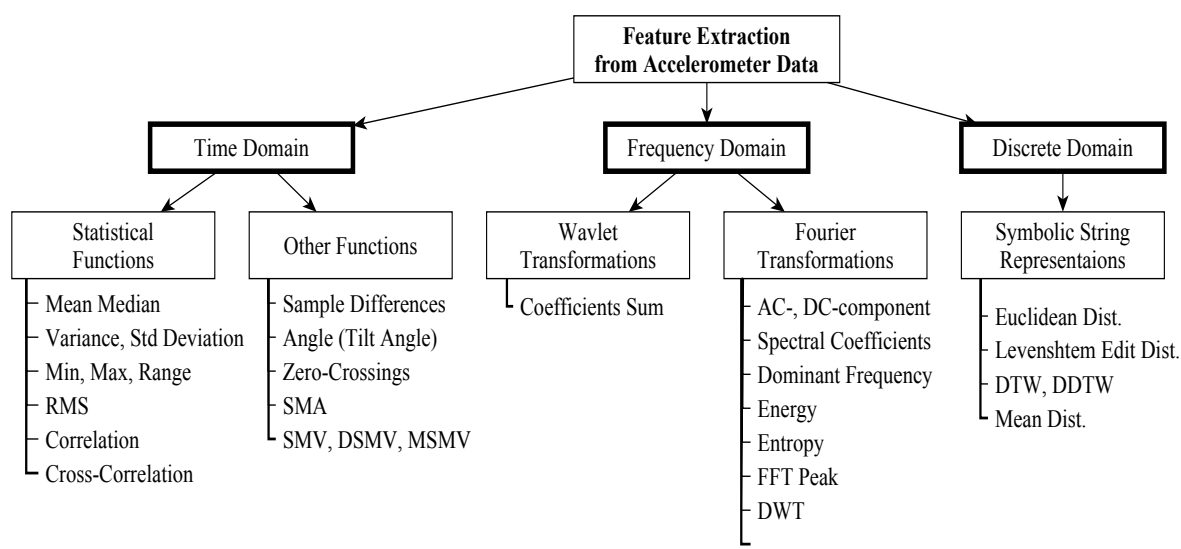 Feature Extraction
from Accelerometer Data
Time Domain
Frequency Domain
Discrete Domain
Statistical
Functions
Other Functions
Wavlet
Transformations
Fourier
Transformations
Symbolic String
Representaions
Mean Median
Variance, Std Deviation
Min, Max, Range
RMS
Correlation
Cross-Correlation
Sample Differences
Angle (Tilt Angle)
Zero-Crossings
SMA
SMV, DSMV, MSMV
Coefficients Sum
AC-, DC-component
Spectral Coefficients
Dominant Frequency
Energy
Entropy
FFT Peak
DWT
Euclidean Dist.
Levenshtem Edit Dist.
DTW, DDTW
Mean Dist.